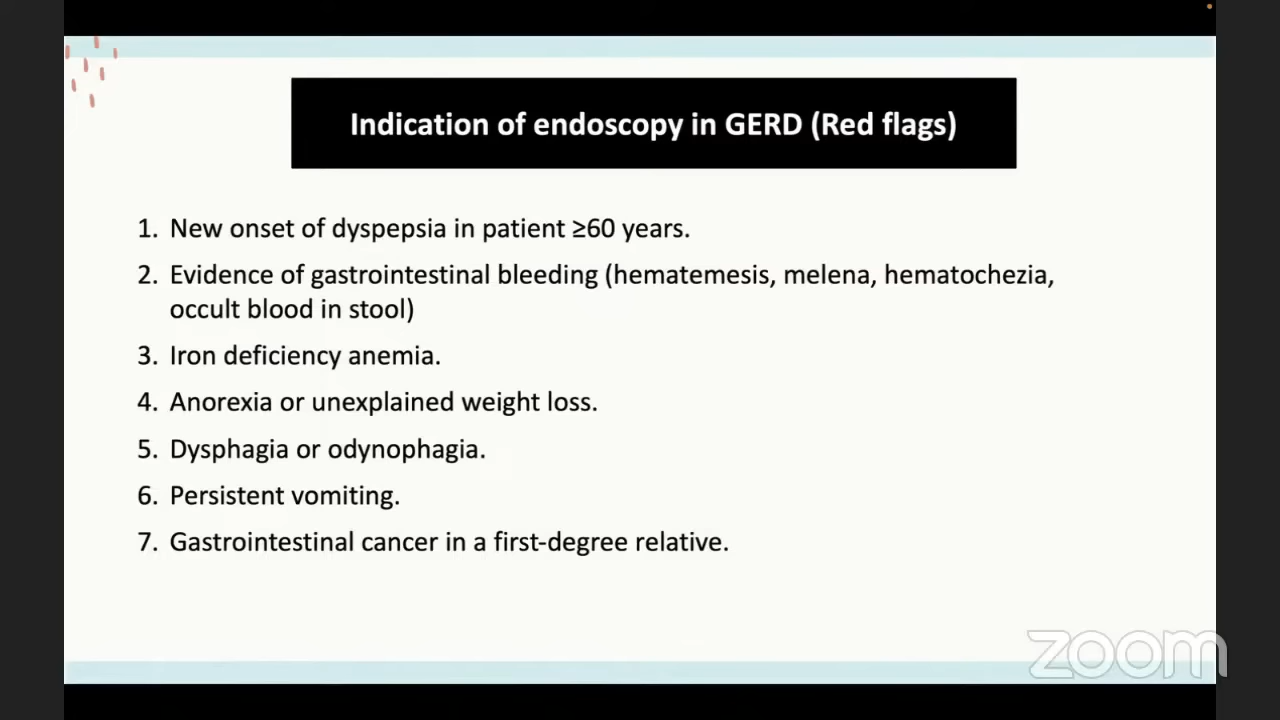 Indication of endoscopy in GERD (Red flags)
1. New onset of dyspepsia in patient ≥60 years.
2. Evidence of gastrointestinal bleeding (hematemesis, melena, hematochezia,
occult blood in stool)
3. Iron deficiency anemia.
4. Anorexia or unexplained weight loss.
5. Dysphagia or odynophagia.
6. Persistent vomiting.
7. Gastrointestinal cancer in a first-degree relative.
zoom